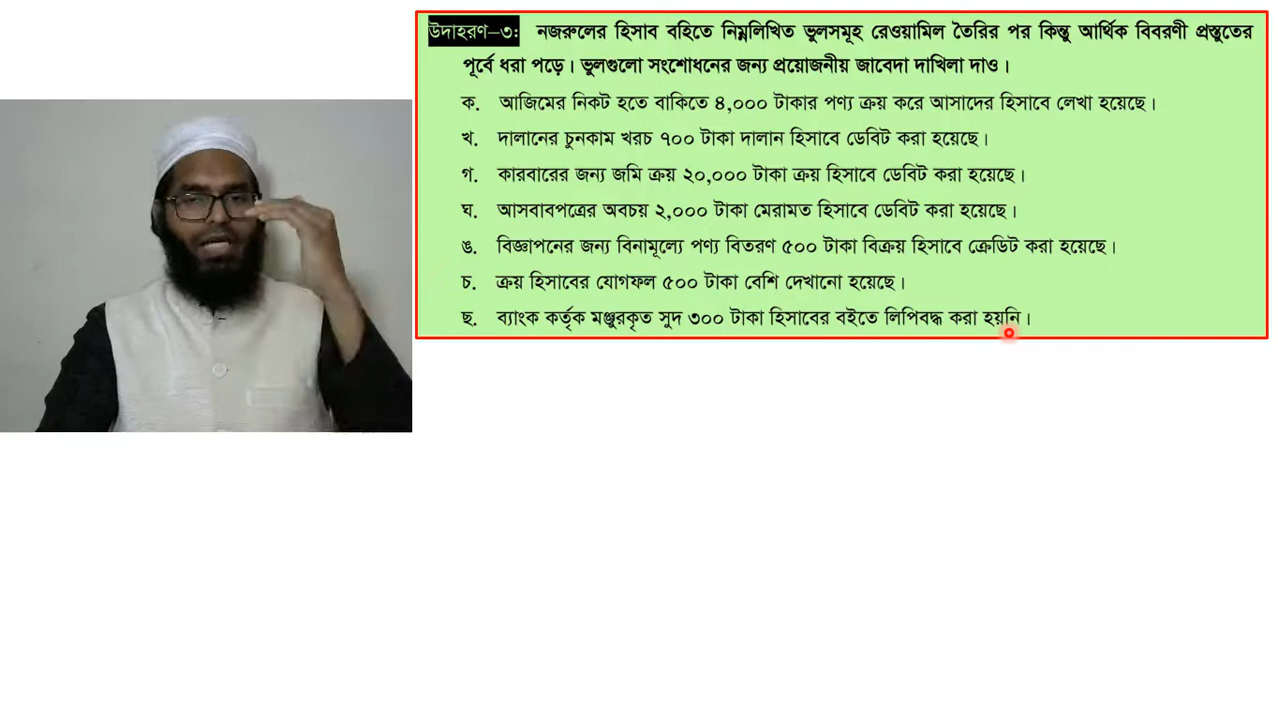 উদাহরণ–৩: নজরুলের হিসাব বহিতে নিম্নলিখিত ভুলসমূহ রেওয়ামিল তৈরির পর কিন্তু আর্থিক বিবরণী প্রস্তুতের
পূর্বে ধরা পড়ে। ভুলগুলো সংশোধনের জন্য প্রয়োজনীয় জাবেদা দাখিলা দাও।
ক. আজিমের নিকট হতে বাকিতে ৪,০০০ টাকার পণ্য ক্রয় করে আসাদের হিসাবে লেখা হয়েছে।
খ. দালানের চুনকাম খরচ ৭০০ টাকা দালান হিসাবে ডেবিট করা হয়েছে।
গ. কারবারের জন্য জমি ক্রয় ২০,০০০ টাকা ক্রয় হিসাবে ডেবিট করা হয়েছে।
ঘ. আসবাবপত্রের অবচয় ২,০০০ টাকা মেরামত হিসাবে ডেবিট করা হয়েছে।
ঙ. বিজ্ঞাপনের জন্য বিনামূল্যে পণ্য বিতরণ ৫০০ টাকা বিক্রয় হিসাবে ক্রেডিট করা হয়েছে।
চ. ক্রয় হিসাবের যোগফল ৫০০ টাকা বেশি দেখানো হয়েছে।
ছ. ব্যাংক কর্তৃক মঞ্জুরকৃত সুদ ৩০০ টাকা হিসাবের বইতে লিপিবদ্ধ করা হয়নি।